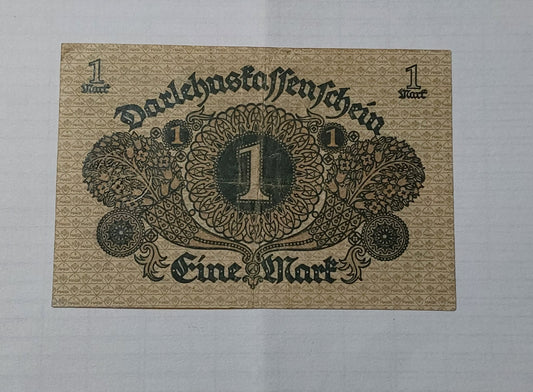 1 1
Mark Mark
Darlehnskassenschein
1 1
1
Eine Mark